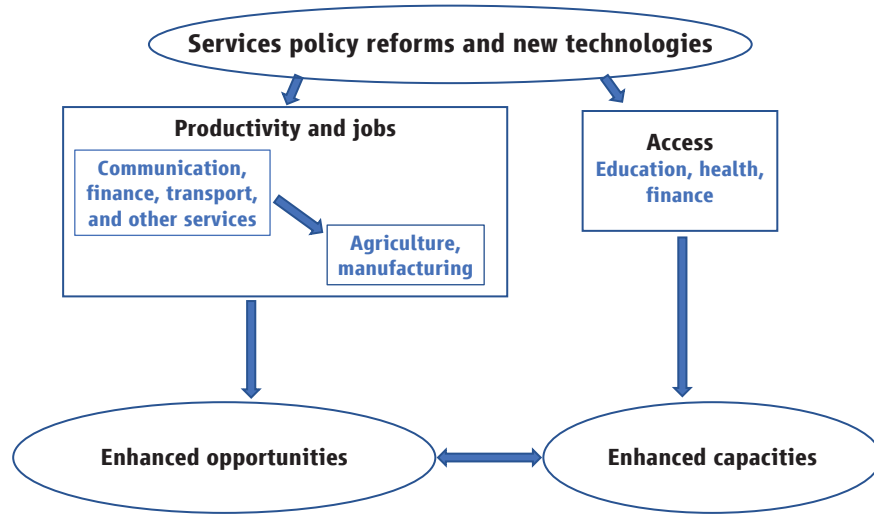 Services policy reforms and new technologies
Productivity and jobs
Communication,
finance, transport,
and other services
Agriculture,
manufacturing
Access
Education, health,
finance
Enhanced opportunities
Enhanced capacities